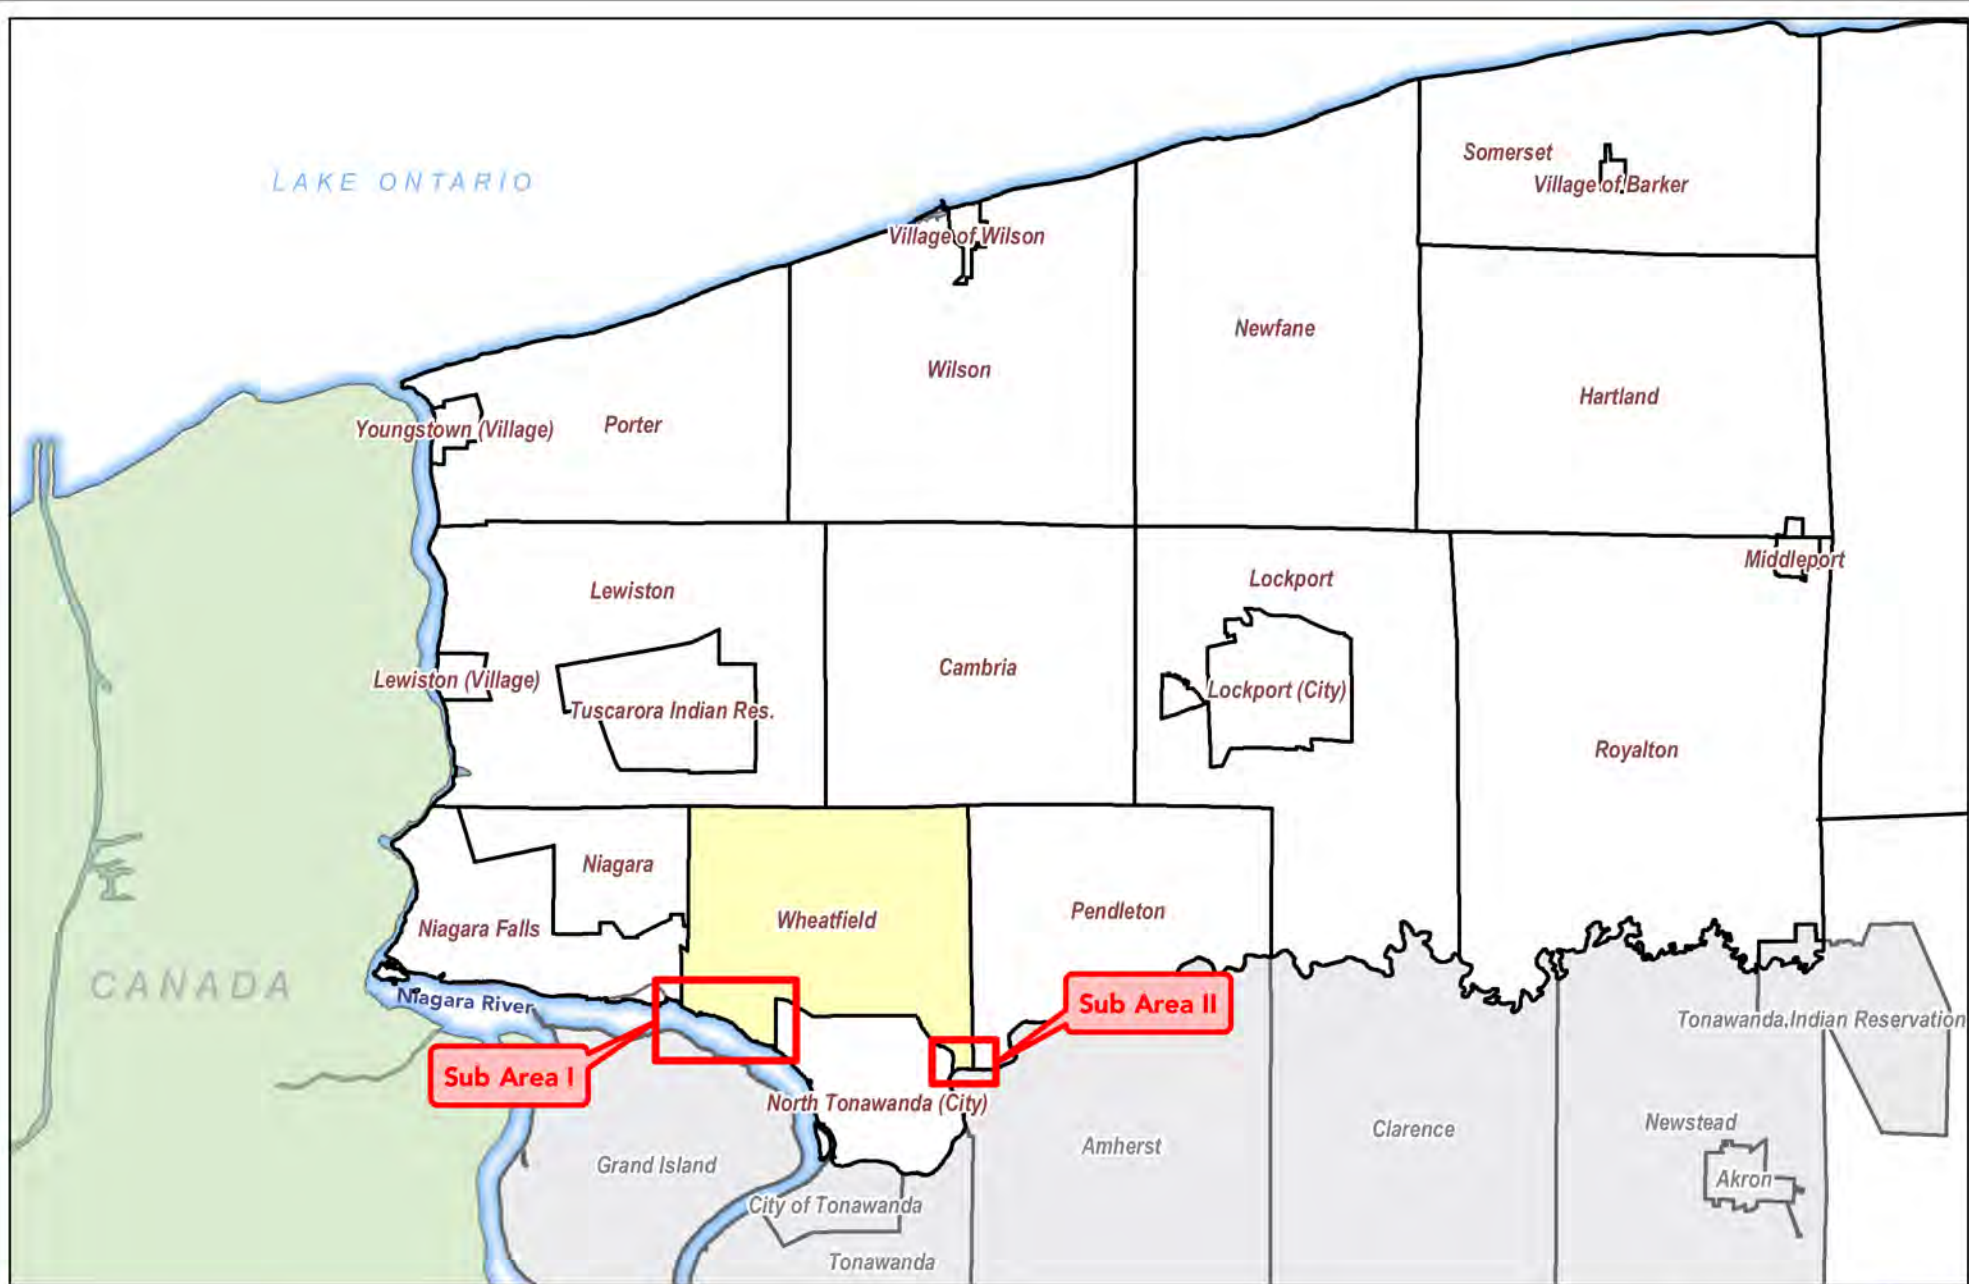 Somerset
LAKE ONTARIO
Village of Barker
Village of Wilson
Newfane
Wilson
Hartland
Youngstown (Village)
Porter
Middleport
Lockport
Lewiston
Cambria
Lewiston (Village)
Lockport (City)
Tuscarora Indian Res.
Royalton
Niagara
Pendleton
Wheatfield
Niagara Falls
CANADA
Niagara River
Sub Area II
Tonawanda Indian Reservation
Sub Area I
North Tonawanda (City)
Newstead
Clarence
Amherst
Grand Island
Akron
City of Tonawanda
Tonawanda